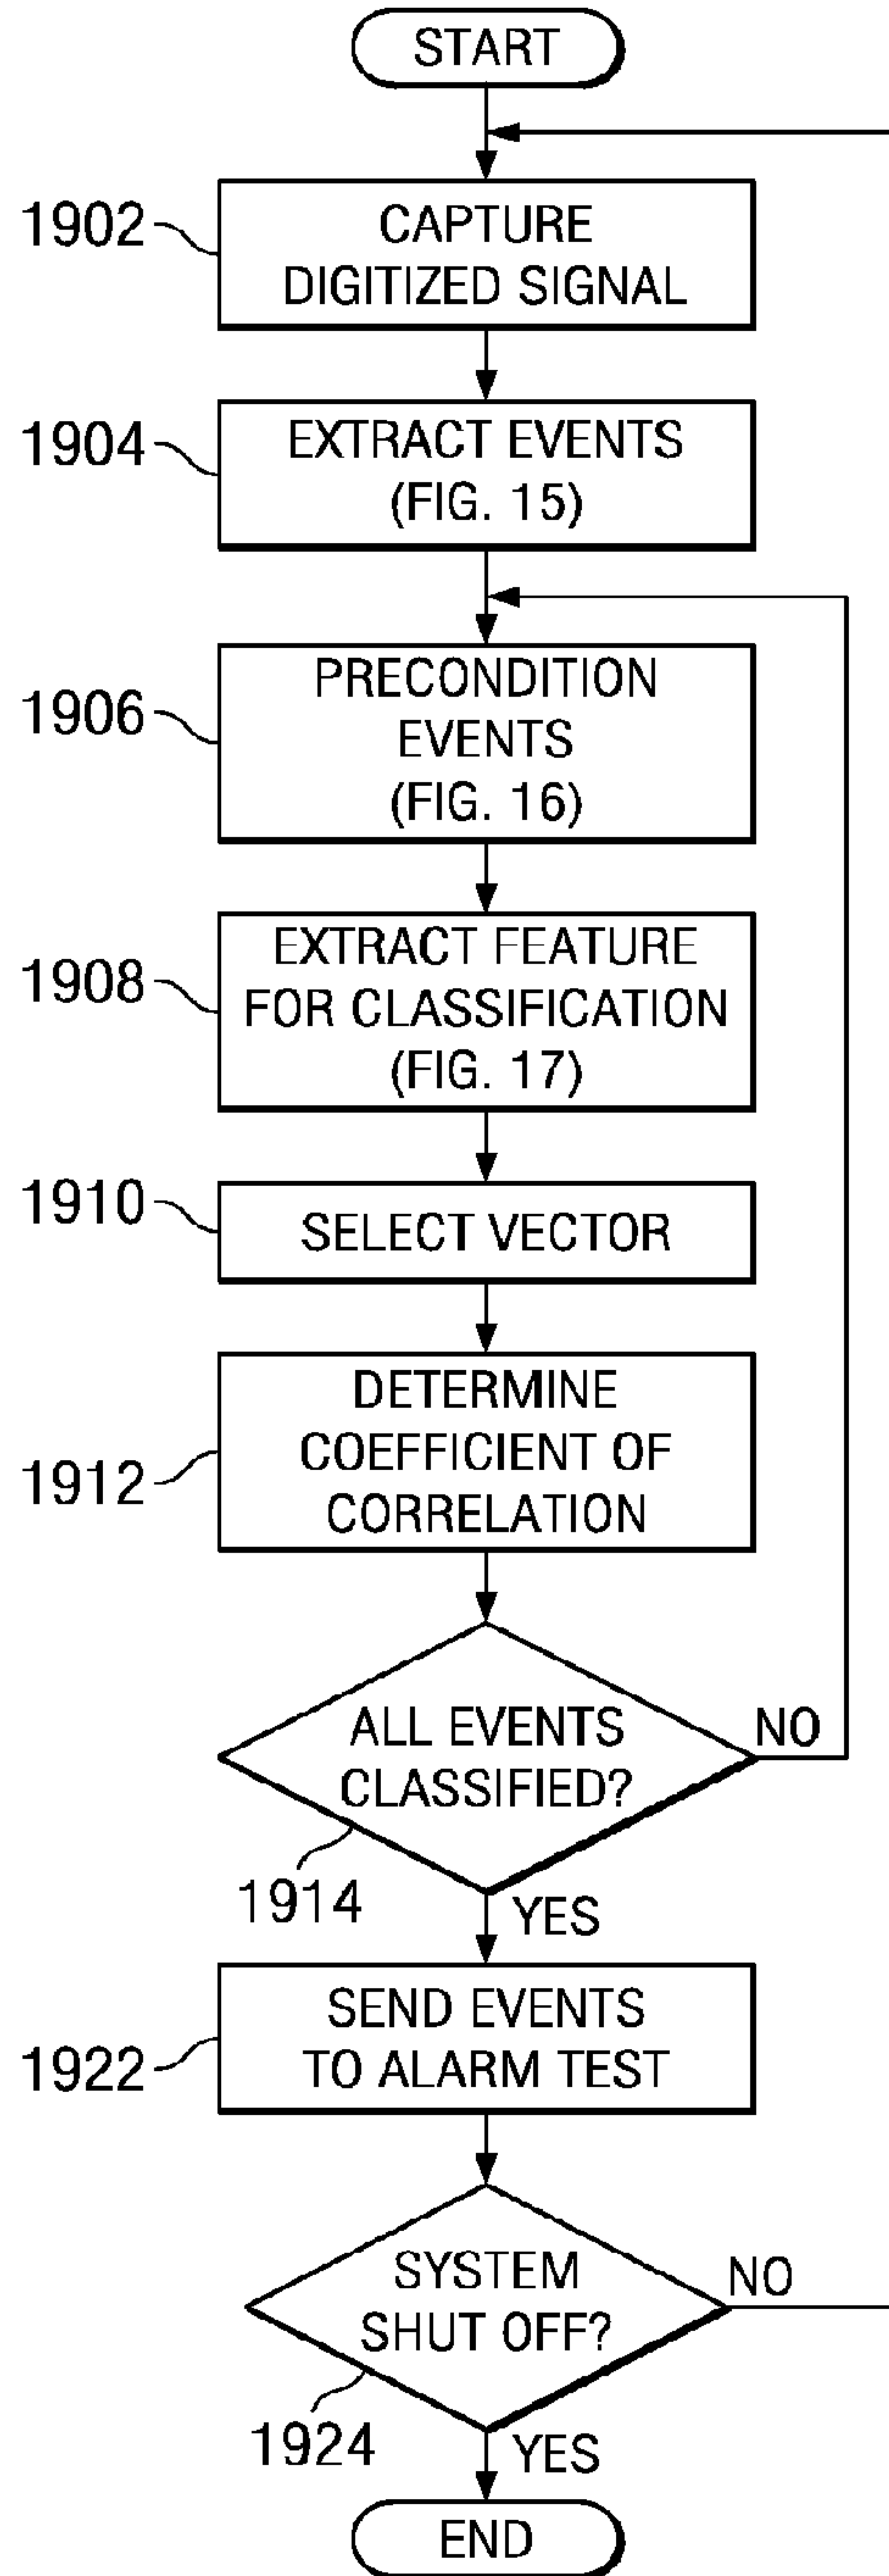 START
1902
CAPTURE
DIGITIZED SIGNAL
1904
EXTRACT EVENTS
(FIG. 15)
1906
PRECONDITION
EVENTS
(FIG. 16)
1908
EXTRACT FEATURE
FOR CLASSIFICATION
(FIG. 17)
1910
SELECT VECTOR
1912
DETERMINE
COEFFICIENT OF
CORRELATION
ALL EVENTS
CLASSIFIED?
NO
1914
YES
1922
SEND EVENTS
TO ALARM TEST
SYSTEM
SHUT OFF?
NO
1924
YES
END